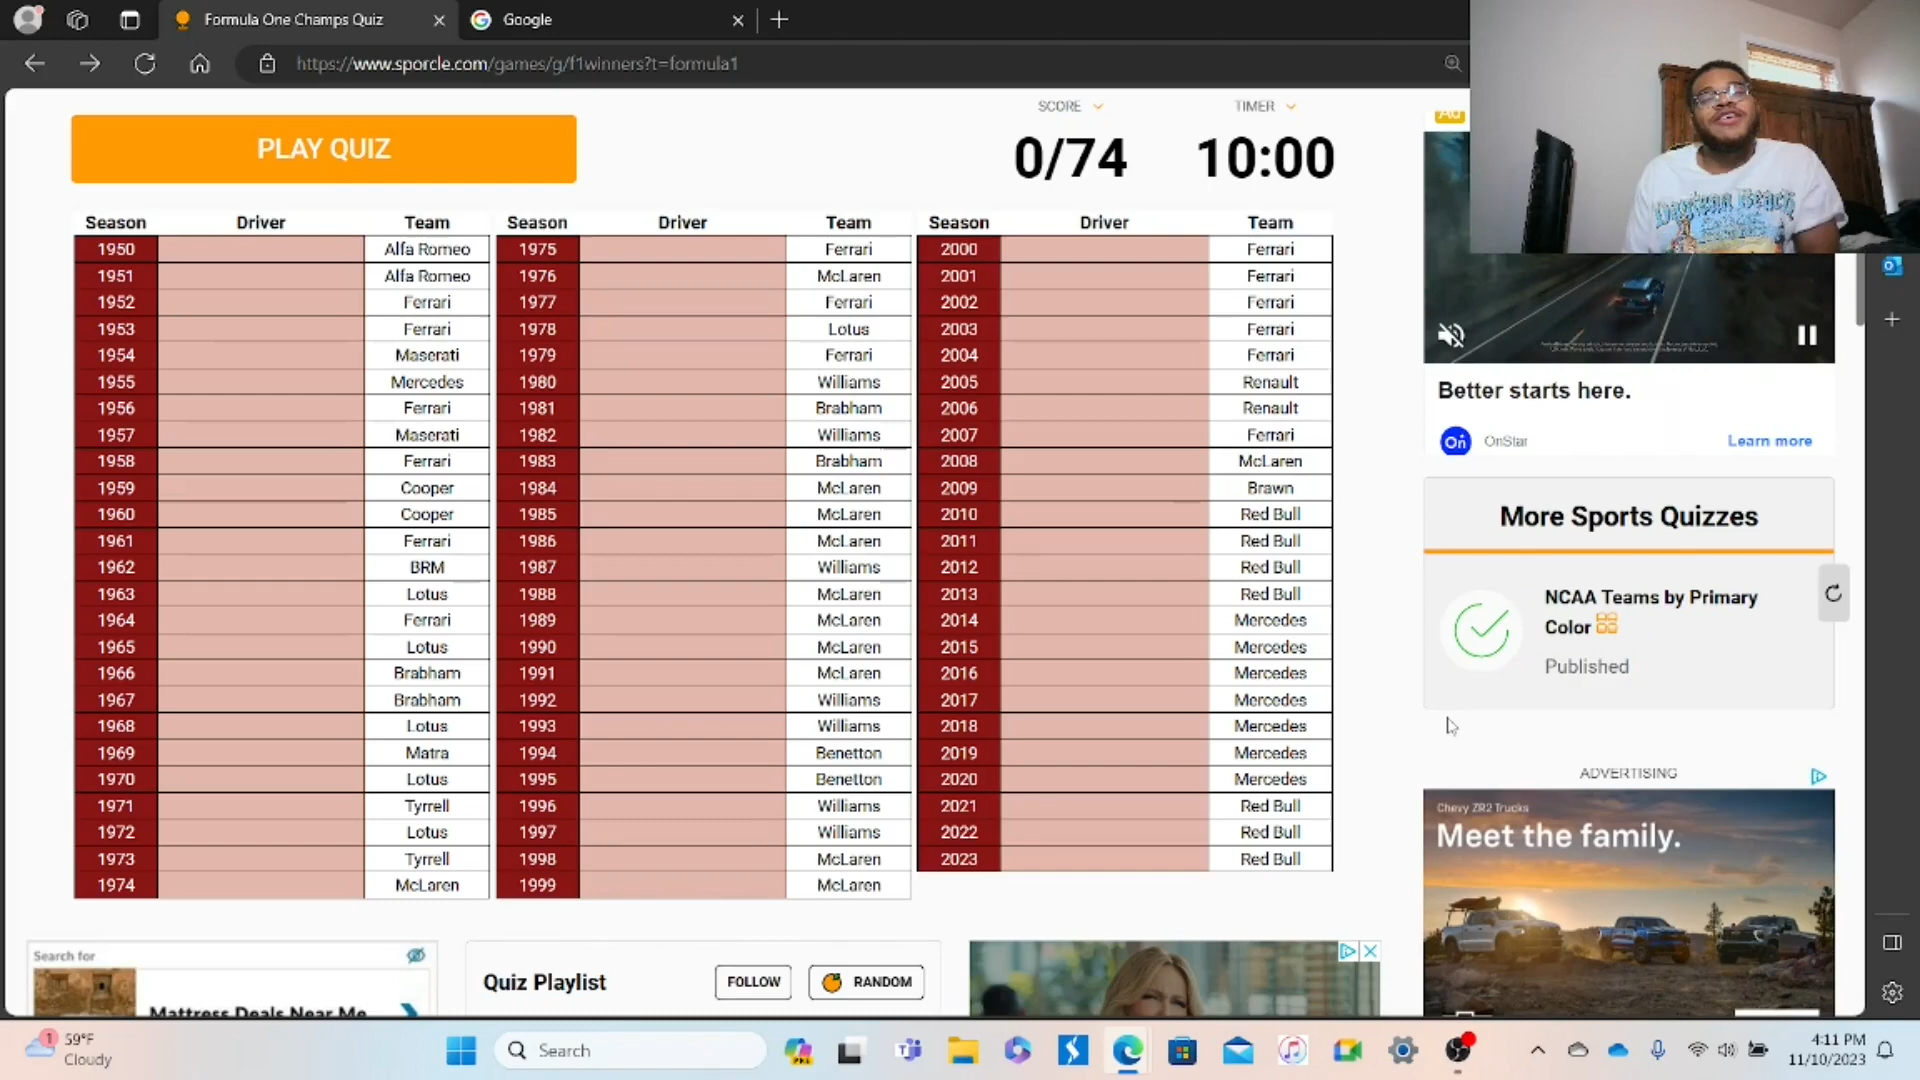 Formula One Champs Quiz
Google
https://www.sporcle.com/games/g/f1winners?t=formula1
PLAY QUIZ
SCORE
0/74
TIMER
10:00
Season Driver Team
1950 Alfa Romeo
1951 Alfa Romeo
1952 Ferrari
1953 Ferrari
1954 Maserati
1955 Mercedes
1956 Ferrari
1957 Maserati
1958 Ferrari
1959 Cooper
1960 Cooper
1961 Ferrari
1962 BRM
1963 Lotus
1964 Ferrari
1965 Lotus
1966 Brabham
1967 Brabham
1968 Lotus
1969 Matra
1970 Lotus
1971 Tyrrell
1972 Lotus
1973 Tyrrell
1974 McLaren
Season Driver Team
1975 Ferrari
1976 McLaren
1977 Ferrari
1978 Lotus
1979 Ferrari
1980 Williams
1981 Brabham
1982 Williams
1983 Brabham
1984 McLaren
1985 McLaren
1986 McLaren
1987 Williams
1988 McLaren
1989 McLaren
1990 McLaren
1991 McLaren
1992 Williams
1993 Williams
1994 Benetton
1995 Benetton
1996 Williams
1997 Williams
1998 McLaren
1999 McLaren
Season Driver Team
2000 Ferrari
2001 Ferrari
2002 Ferrari
2003 Ferrari
2004 Ferrari
2005 Renault
2006 Renault
2007 Ferrari
2008 McLaren
2009 Brawn
2010 Red Bull
2011 Red Bull
2012 Red Bull
2013 Red Bull
2014 Mercedes
2015 Mercedes
2016 Mercedes
2017 Mercedes
2018 Mercedes
2019 Mercedes
2020 Mercedes
2021 Red Bull
2022 Red Bull
2023 Red Bull
Ad
Better starts here.
On
OnStar
Learn more
More Sports Quizzes
NCAA Teams by Primary
Color
Published
ADVERTISING
Chevy ZR2 Trucks
Meet the family.
Search for
Mattress Deals Near Me
Quiz Playlist
FOLLOW
RANDOM
1
59°F
Cloudy
Search
4:11 PM
11/10/2023